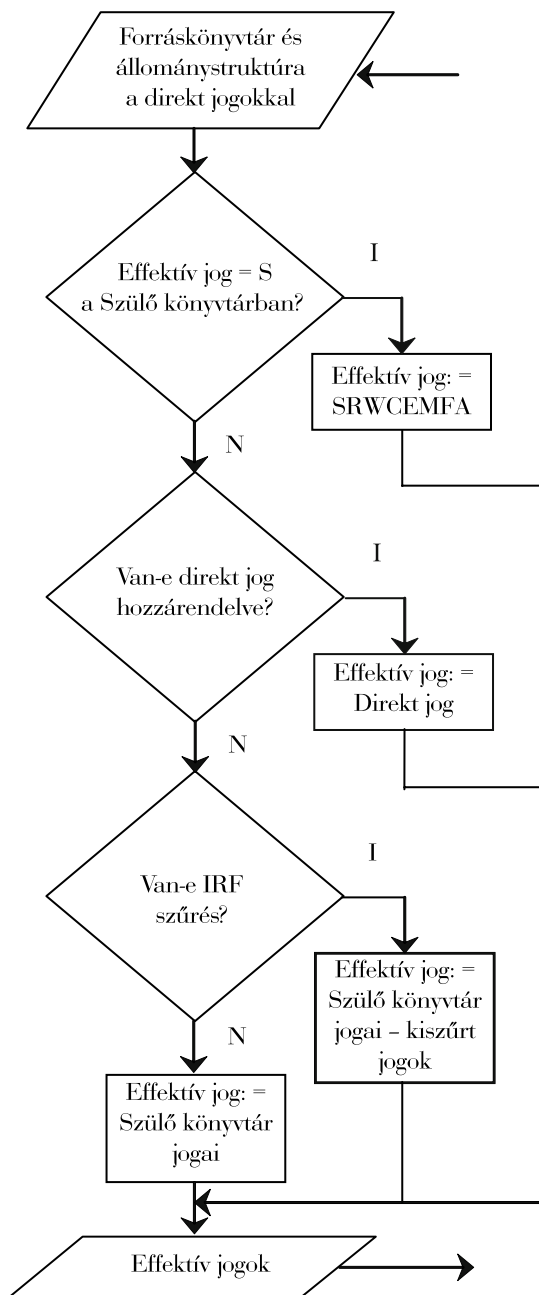 Forráskönyvtár és
állománystruktúra
a direkt jogokkal
Effektív jog = S
a Szülő könyvtárban?
I
Effektív jog: =
SRWCEMFA
N
Van-e direkt jog
hozzárendelve?
I
Effektív jog: =
Direkt jog
N
Van-e IRF
szűrés?
I
Effektív jog: =
Szülő könyvtár
jogai – kiszűrt
jogok
N
Effektív jog: =
Szülő könyvtár
jogai
Effektív jogok